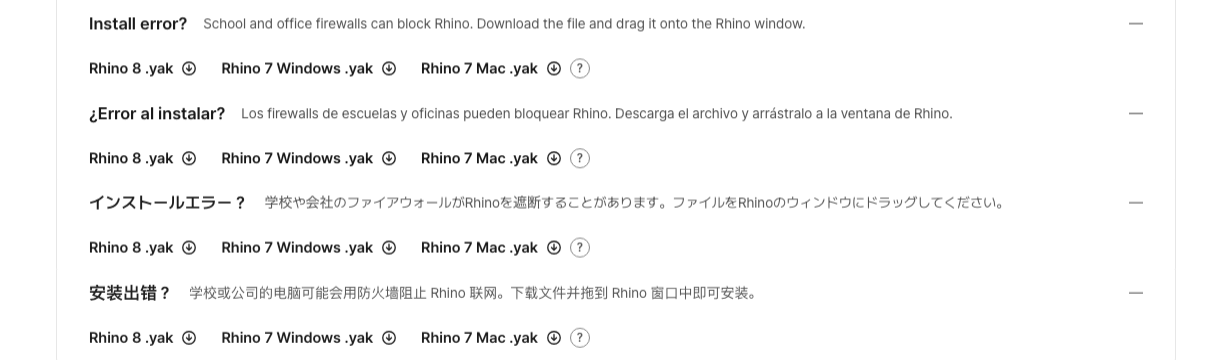 Install error? School and office firewalls can block Rhino. Download the file and drag it onto the Rhino window.
Rhino 8 .yak Rhino 7 Windows .yak Rhino 7 Mac .yak ?
¿Error al instalar? Los firewalls de escuelas y oficinas pueden bloquear Rhino. Descarga el archivo y arrástralo a la ventana de Rhino.
Rhino 8 .yak Rhino 7 Windows .yak Rhino 7 Mac .yak ?
インストールエラー？ 学校や会社のファイアウォールがRhinoを遮断することがあります。ファイルをRhinoのウィンドウにドラッグしてください。
Rhino 8 .yak Rhino 7 Windows .yak Rhino 7 Mac .yak ?
安装出错？ 学校或公司的电脑可能会用防火墙阻止 Rhino 联网。下载文件并拖到 Rhino 窗口中即可安装。
Rhino 8 .yak Rhino 7 Windows .yak Rhino 7 Mac .yak ?